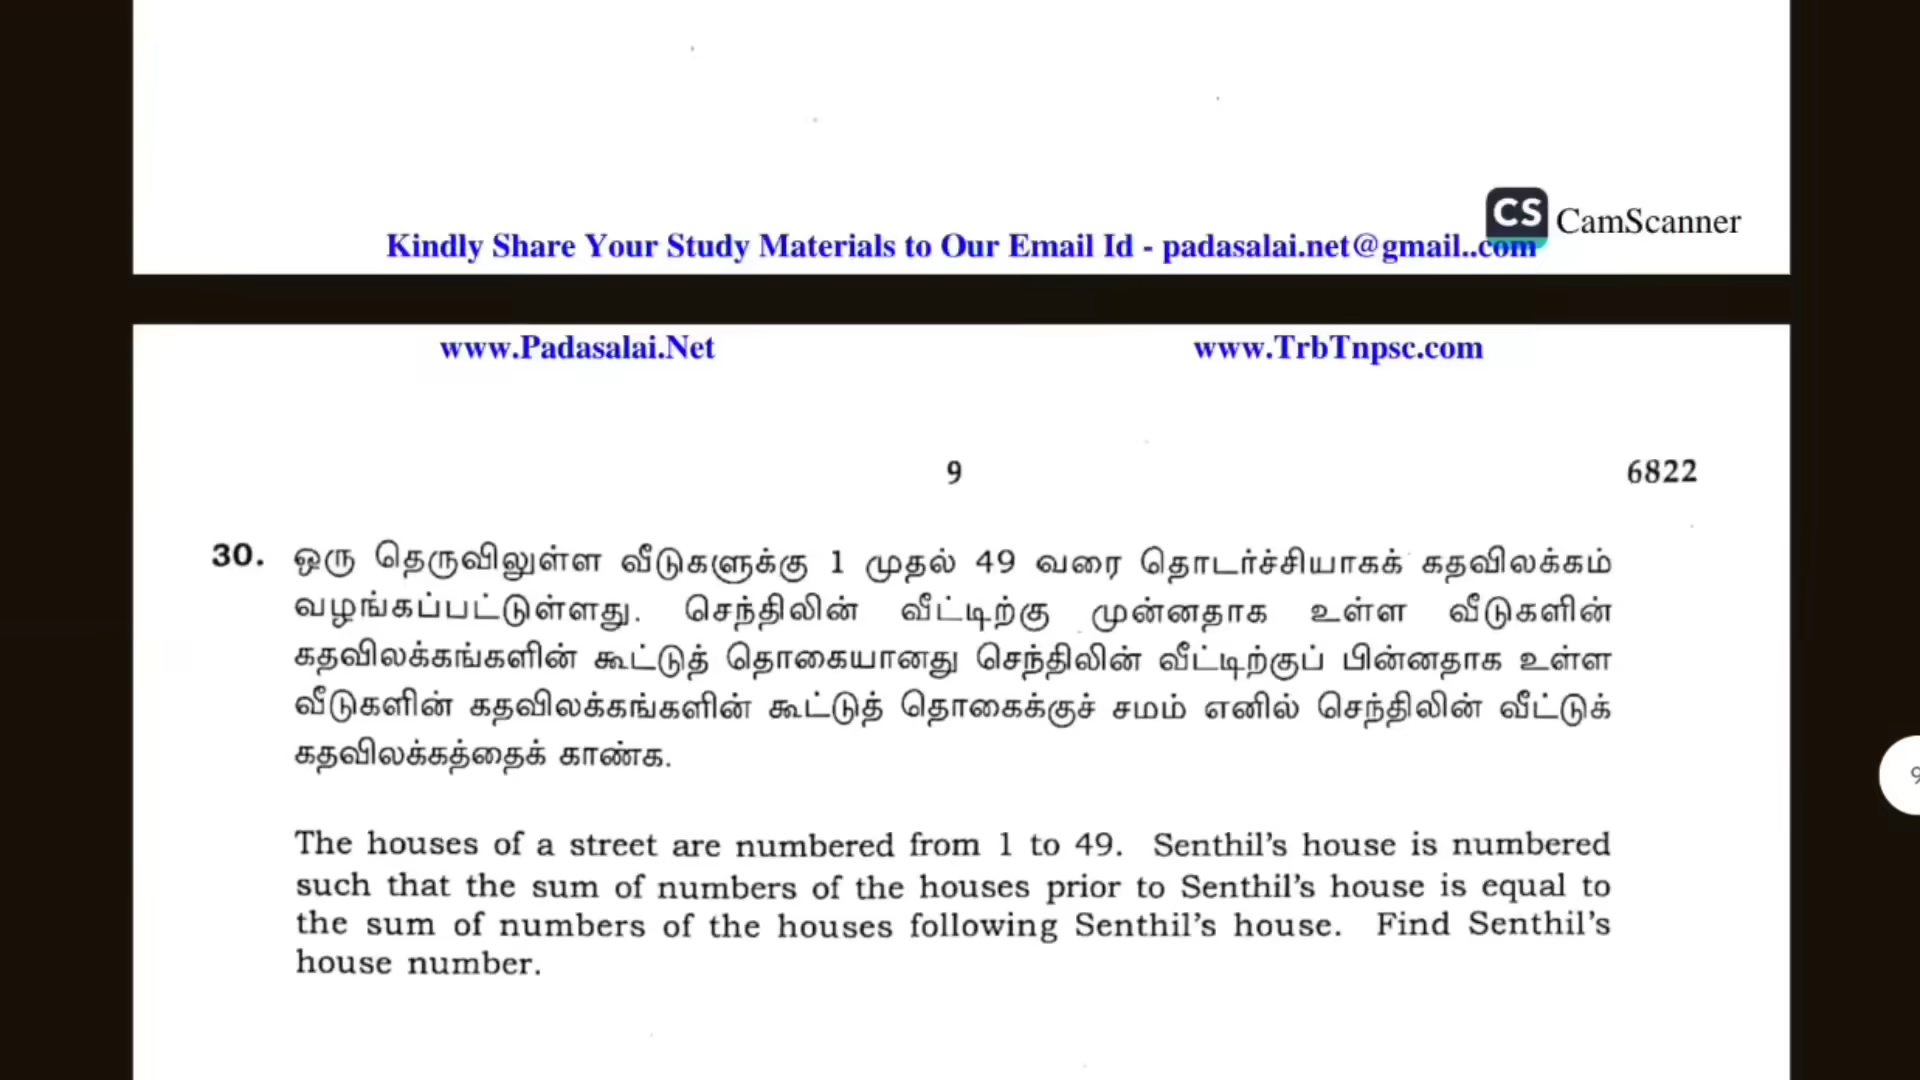 CS CamScanner
Kindly Share Your Study Materials to Our Email Id - padasalai.net@gmail..com
www.Padasalai.Net www.TrbTnpsc.com
9 6822
30. ஒரு தெருவிலுள்ள வீடுகளுக்கு 1 முதல் 49 வரை தொடர்ச்சியாகக் கதவிலக்கம்
வழங்கப்பட்டுள்ளது. செந்திலின் வீட்டிற்கு முன்னதாக உள்ள வீடுகளின்
கதவிலக்கங்களின் கூட்டுத் தொகையானது செந்திலின் வீட்டிற்குப் பின்னதாக உள்ள
வீடுகளின் கதவிலக்கங்களின் கூட்டுத் தொகைக்குச் சமம் எனில் செந்திலின் வீட்டுக்
கதவிலக்கத்தைக் காண்க.
The houses of a street are numbered from 1 to 49. Senthil's house is numbered
such that the sum of numbers of the houses prior to Senthil's house is equal to
the sum of numbers of the houses following Senthil's house. Find Senthil's
house number.